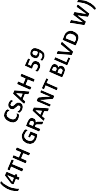 CSAH 59
(4TH GRANT BLVD W)